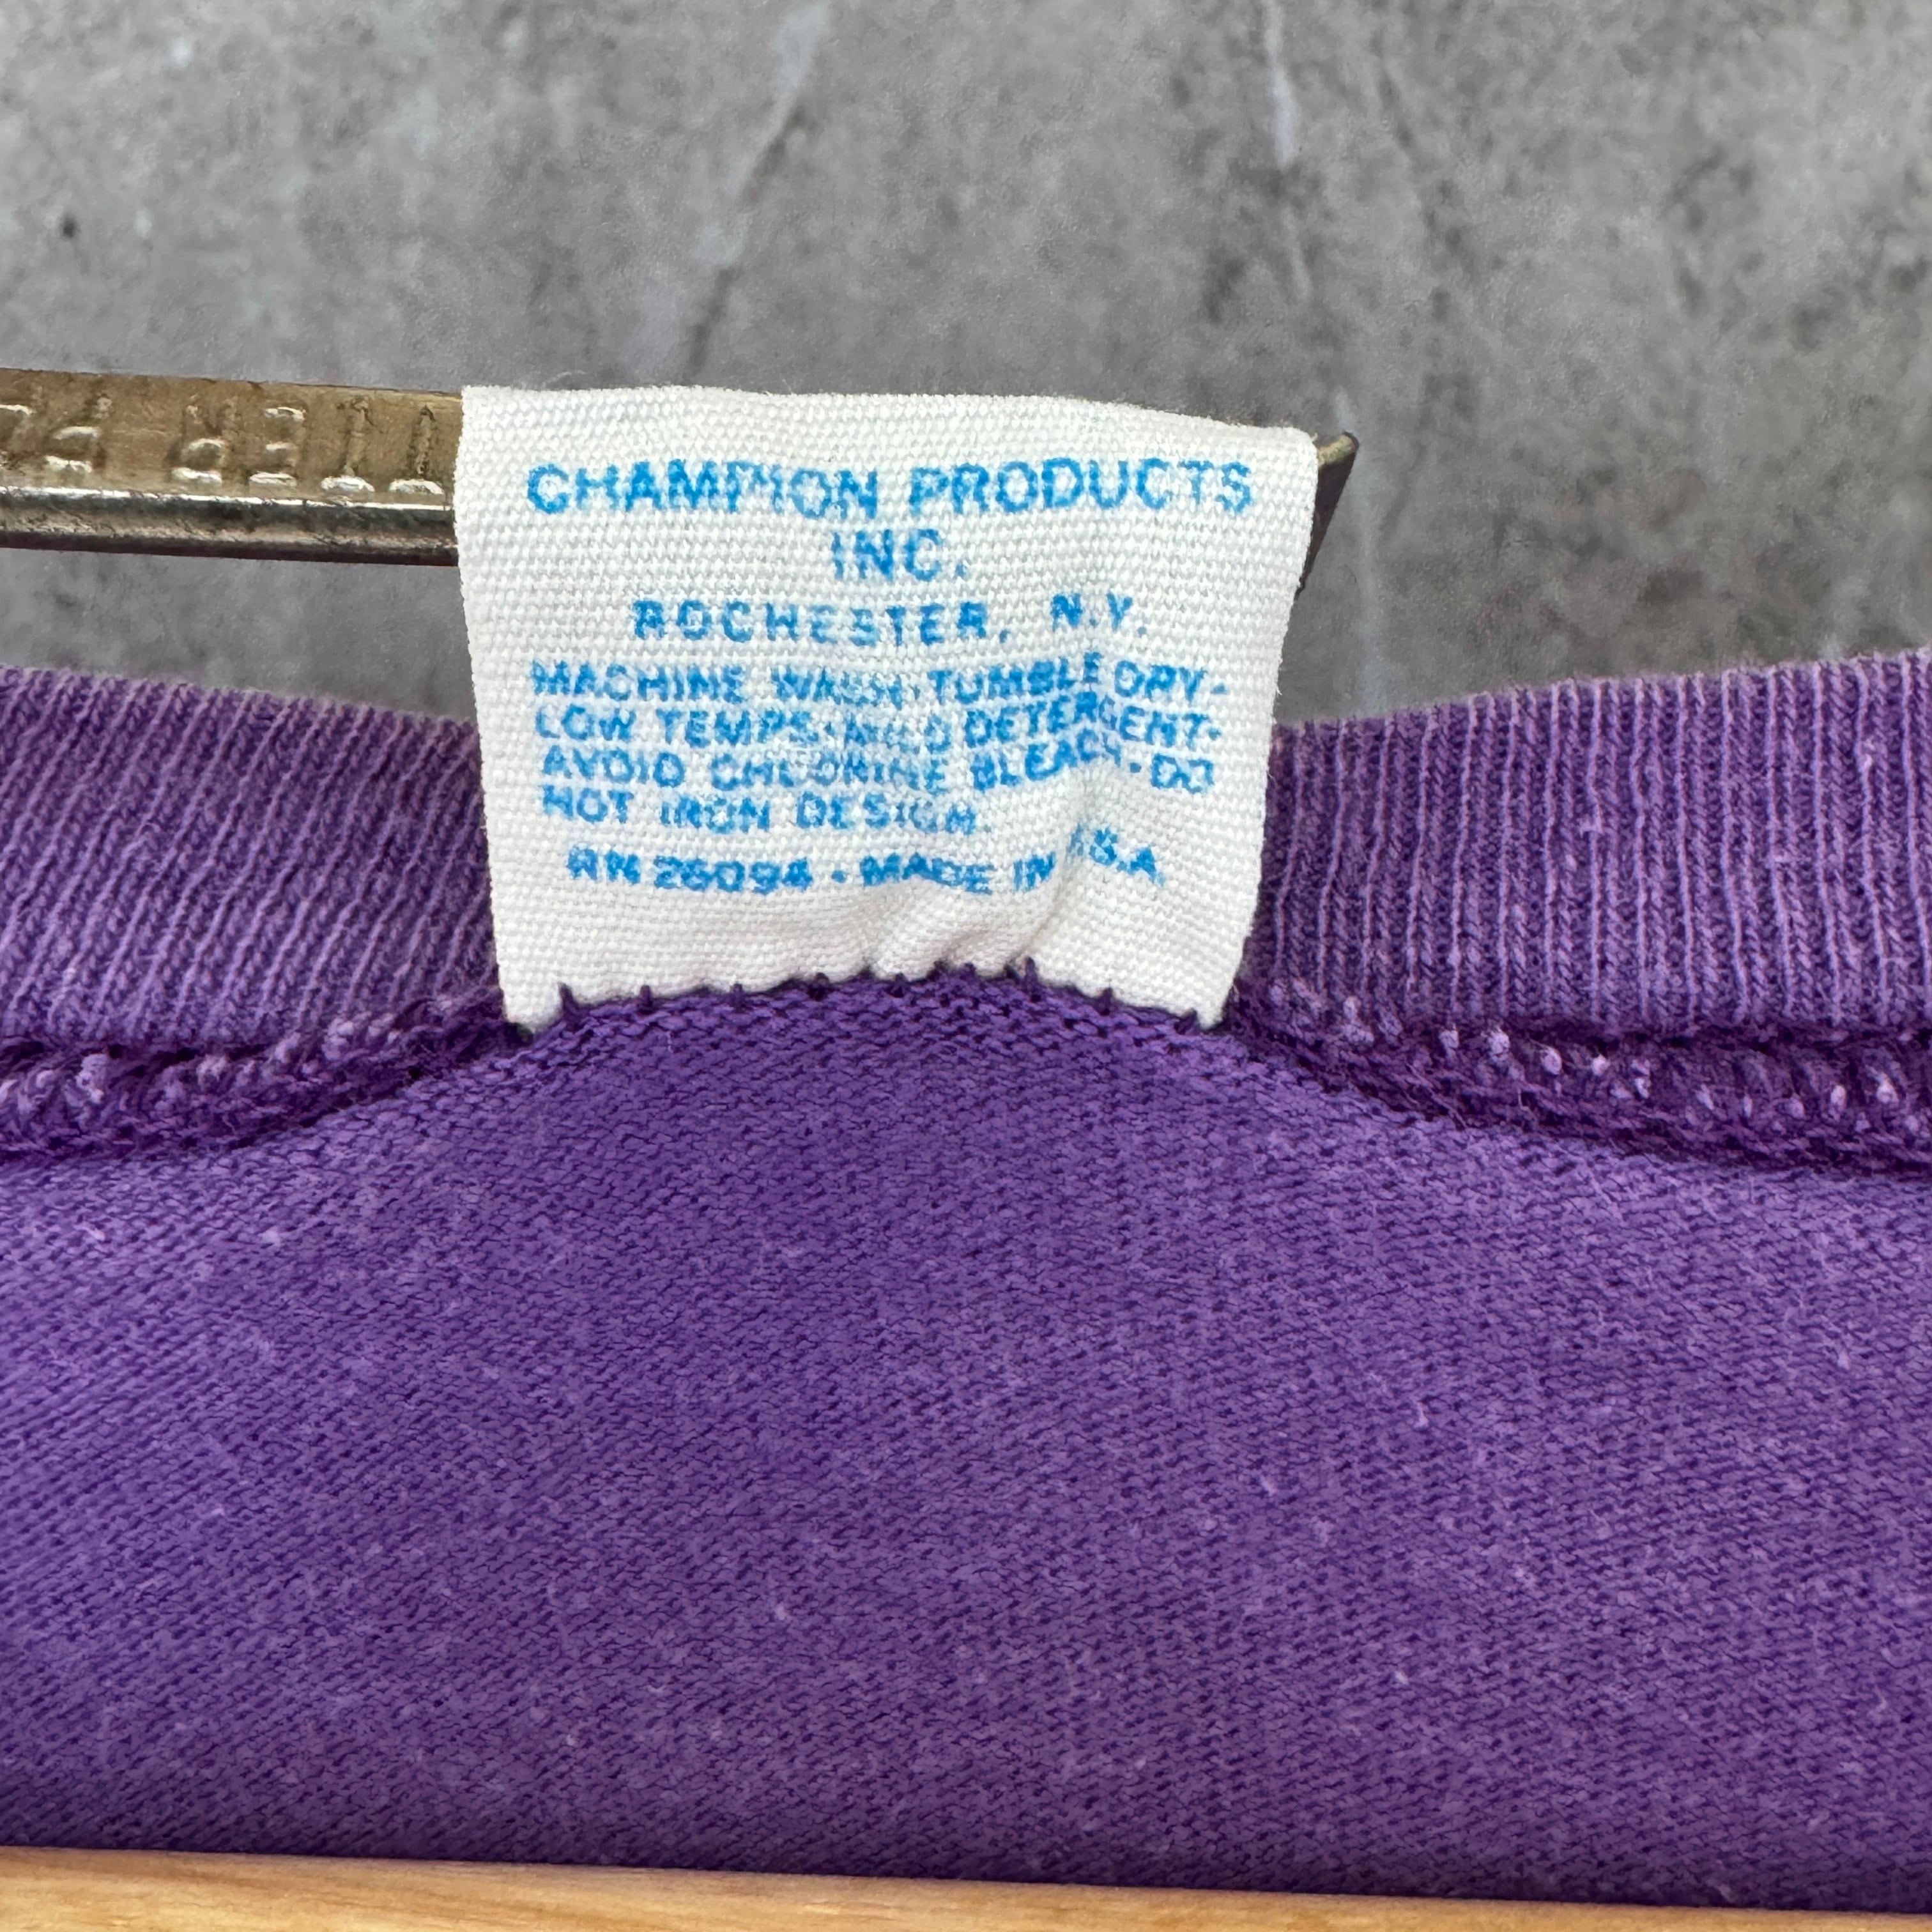 CHAMPION PRODUCTS
INC.
ROCHESTER, N.Y.
MACHINE WASH·TUMBLE DRY-
LOW TEMPS·MILD DETERGENT-
AVOID CHLORINE BLEACH·DO
NOT IRON DESIGN.
RN 26094 · MADE IN U.S.A.